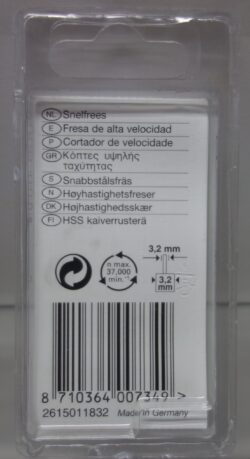 NL Snelfrees
E Fresa de alta velocidad
P Cortador de velocidade
GR Κόπτες υψηλής
ταχύτητας
S Snabbstålsfräs
N Høyhastighetsfreser
DK Højhastighedsskær
FI HSS kaiverrusterä
n max.
37,000
min.⁻¹
3,2 mm
3,2
mm
8 710364 007349 >
2615011832 Made in Germany